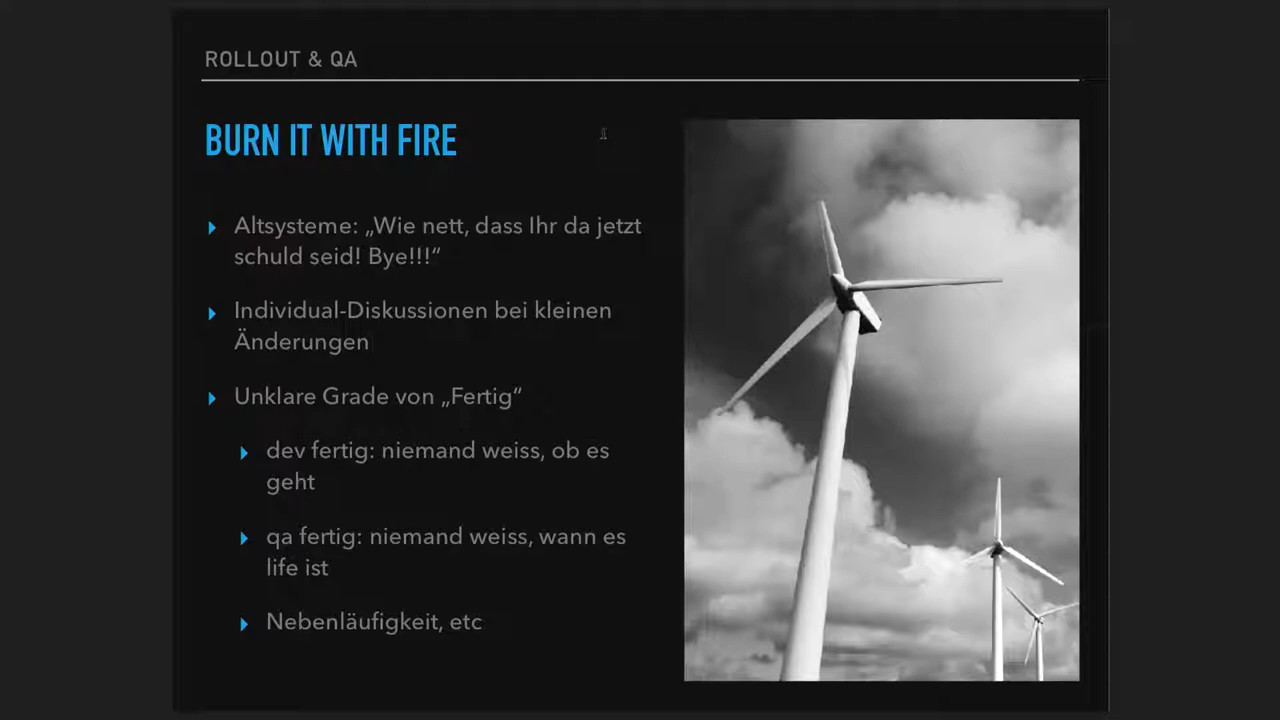 ROLLOUT & QA
BURN IT WITH FIRE
Altsysteme: „Wie nett, dass Ihr da jetzt
schuld seid! Bye!!!“
Individual-Diskussionen bei kleinen
Änderungen
Unklare Grade von „Fertig“
dev fertig: niemand weiss, ob es
geht
qa fertig: niemand weiss, wann es
life ist
Nebenläufigkeit, etc